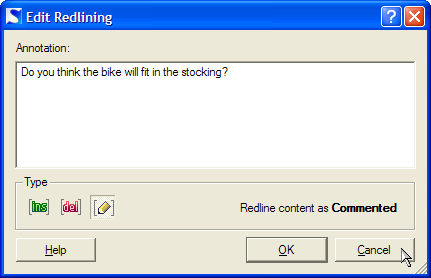 Edit Redlining
Annotation:
Do you think the bike will fit in the stocking?
Type
[ins] [del] Redline content as Commented
Help OK Cancel